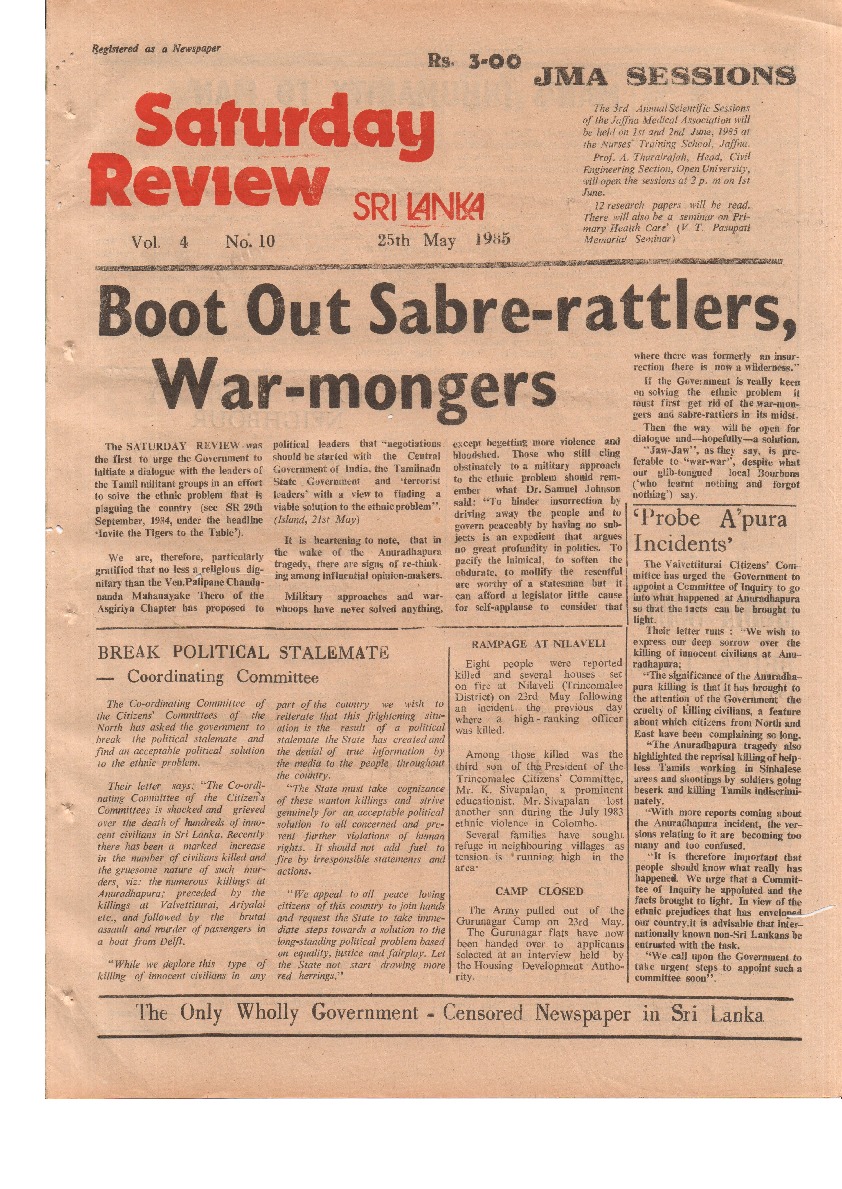 Registered as a Newspaper
Rs. 3-00
JMA SESSIONS
The 3rd Annual Scientific Sessions
of the Jaffna Medical Association will
be held on 1st and 2nd June, 1985 at
the Nurses' Training School, Jaffna.
Prof. A. Thurairajah, Head, Civil
Engineering Section, Open University,
will open the sessions at 2 p. m on 1st
June.
12 research papers will be read.
There will also be a seminar on Pri-
mary Health Care' (V. T. Pasupati
Memorial Seminar)
Saturday
Review
SRI LANKA
Vol. 4 No. 10 25th May 1985
Boot Out Sabre-rattlers,
War-mongers
The SATURDAY REVIEW was
the first to urge the Government to
initiate a dialogue with the leaders of
the Tamil militant groups in an effort
to solve the ethnic problem that is
plaguing the country (see SR 29th
September, 1984, under the headline
'Invite the Tigers to the Table').
We are, therefore, particularly
gratified that no less a religious dig-
nitary than the Ven. Palipane Chanda-
nanda Mahanayake Thero of the
Asgiriya Chapter has proposed to
political leaders that "negotiations
should be started with the Central
Government of India, the Tamilnadu
State Government and 'terrorist
leaders' with a view to finding a
viable solution to the ethnic problem".
(Island, 21st May)
It is heartening to note, that in
the wake of the Anuradhapura
tragedy, there are signs of re-think-
ing among influential opinion-makers.
Military approaches and war-
whoops have never solved anything,
except begetting more violence and
bloodshed. Those who still cling
obstinately to a military approach
to the ethnic problem should rem-
ember what Dr. Samuel Johnson
said: "To hinder insurrection by
driving away the people and to
govern peaceably by having no sub-
jects is an expedient that argues
no great profundity in politics. To
pacify the inimical, to soften the
obdurate, to mollify the resentful
are worthy of a statesman but it
can afford a legislator little cause
for self-applause to consider that
where there was formerly an insur-
rection there is now a wilderness."
If the Government is really keen
on solving the ethnic problem it
must first get rid of the war-mon-
gers and sabre-rattlers in its midst.
Then the way will be open for
dialogue and—hopefully—a solution.
"Jaw-Jaw", as they say, is pre-
ferable to "war-war", despite what
our glib-tongued local Bourbons
('who learnt nothing and forgot
nothing') say.
'Probe A'pura
Incidents'
The Valvettiturai Citizens' Com-
mittee has urged the Government to
appoint a Committee of Inquiry to go
into what happened at Anuradhapura
so that the facts can be brought to
light.
Their letter runs : "We wish to
express our deep sorrow over the
killing of innocent civilians at Anu-
radhapura;
"The significance of the Anuradha-
pura killing is that it has brought to
the attention of the Government the
cruelty of killing civilians, a feature
about which citizens from North and
East have been complaining so long.
"The Anuradhapura tragedy also
highlighted the reprisal killing of help-
less Tamils working in Sinhalese
areas and shootings by soldiers going
beserk and killing Tamils indiscrimi-
nately.
"With more reports coming about
the Anuradhapura incident, the ver-
sions relating to it are becoming too
many and too confused.
"It is therefore important that
people should know what really has
happened. We urge that a Commit-
tee of Inquiry be appointed and the
facts brought to light. In view of the
ethnic prejudices that has enveloped
our country, it is advisable that inter-
nationally known non-Sri Lankans be
entrusted with the task.
"We call upon the Government to
take urgent steps to appoint such a
committee soon".
BREAK POLITICAL STALEMATE
— Coordinating Committee
The Co-ordinating Committee of
the Citizens' Committees of the
North has asked the government to
break the political stalemate and
find an acceptable political solution
to the ethnic problem.
Their letter says: "The Co-ordi-
nating Committee of the Citizen's
Committees is shocked and grieved
over the death of hundreds of inno-
cent civilians in Sri Lanka. Recently
there has been a marked increase
in the number of civilians killed and
the gruesome nature of such mur-
ders, viz: the numerous killings at
Anuradhapura; preceded by the
killings at Valvettiturai, Ariyalai
etc., and followed by the brutal
assault and murder of passengers in
a boat from Delft.
"While we deplore this type of
killing of innocent civilians in any
part of the country we wish to
reiterate that this frightening situ-
ation is the result of a political
stalemate the State has created and
the denial of true information by
the media to the people throughout
the country.
"The State must take cognizance
of these wanton killings and strive
genuinely for an acceptable political
solution to all concerned and pre-
vent further violations of human
rights. It should not add fuel to
fire by irresponsible statements and
actions.
"We appeal to all peace loving
citizens of this country to join hands
and request the State to take imme-
diate steps towards a solution to the
long-standing political problem based
on equality, justice and fairplay. Let
the State not start drawing more
red herrings."
RAMPAGE AT NILAVELI
Eight people were reported
killed and several houses set
on fire at Nilaveli (Trincomalee
District) on 23rd May following
an incident the previous day
where a high-ranking officer
was killed.
Among those killed was the
third son of the President of the
Trincomalee Citizens' Committee,
Mr. K. Sivapalan, a prominent
educationist. Mr. Sivapalan lost
another son during the July 1983
ethnic violence in Colombo.
Several families have sought
refuge in neighbouring villages as
tension is running high in the
area.
CAMP CLOSED
The Army pulled out of the
Gurunagar Camp on 23rd May.
The Gurunagar flats have now
been handed over to applicants
selected at an interview held by
the Housing Development Autho-
rity.
The Only Wholly Government - Censored Newspaper in Sri Lanka